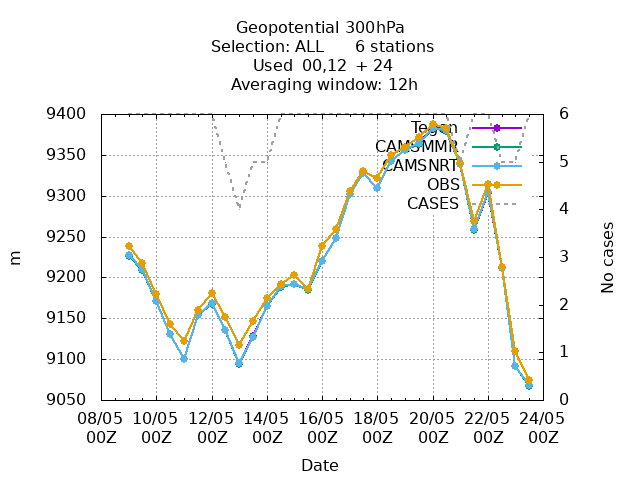 Geopotential 300hPa
Selection: ALL 6 stations
Used 00,12 + 24
Averaging window: 12h
9400
9350
9300
9250
9200
9150
9100
9050
m
6
5
4
3
2
1
0
No cases
Tegen
CAMSMMR
CAMSNRT
OBS
CASES
08/05 10/05 12/05 14/05 16/05 18/05 20/05 22/05 24/05
00Z 00Z 00Z 00Z 00Z 00Z 00Z 00Z 00Z
Date